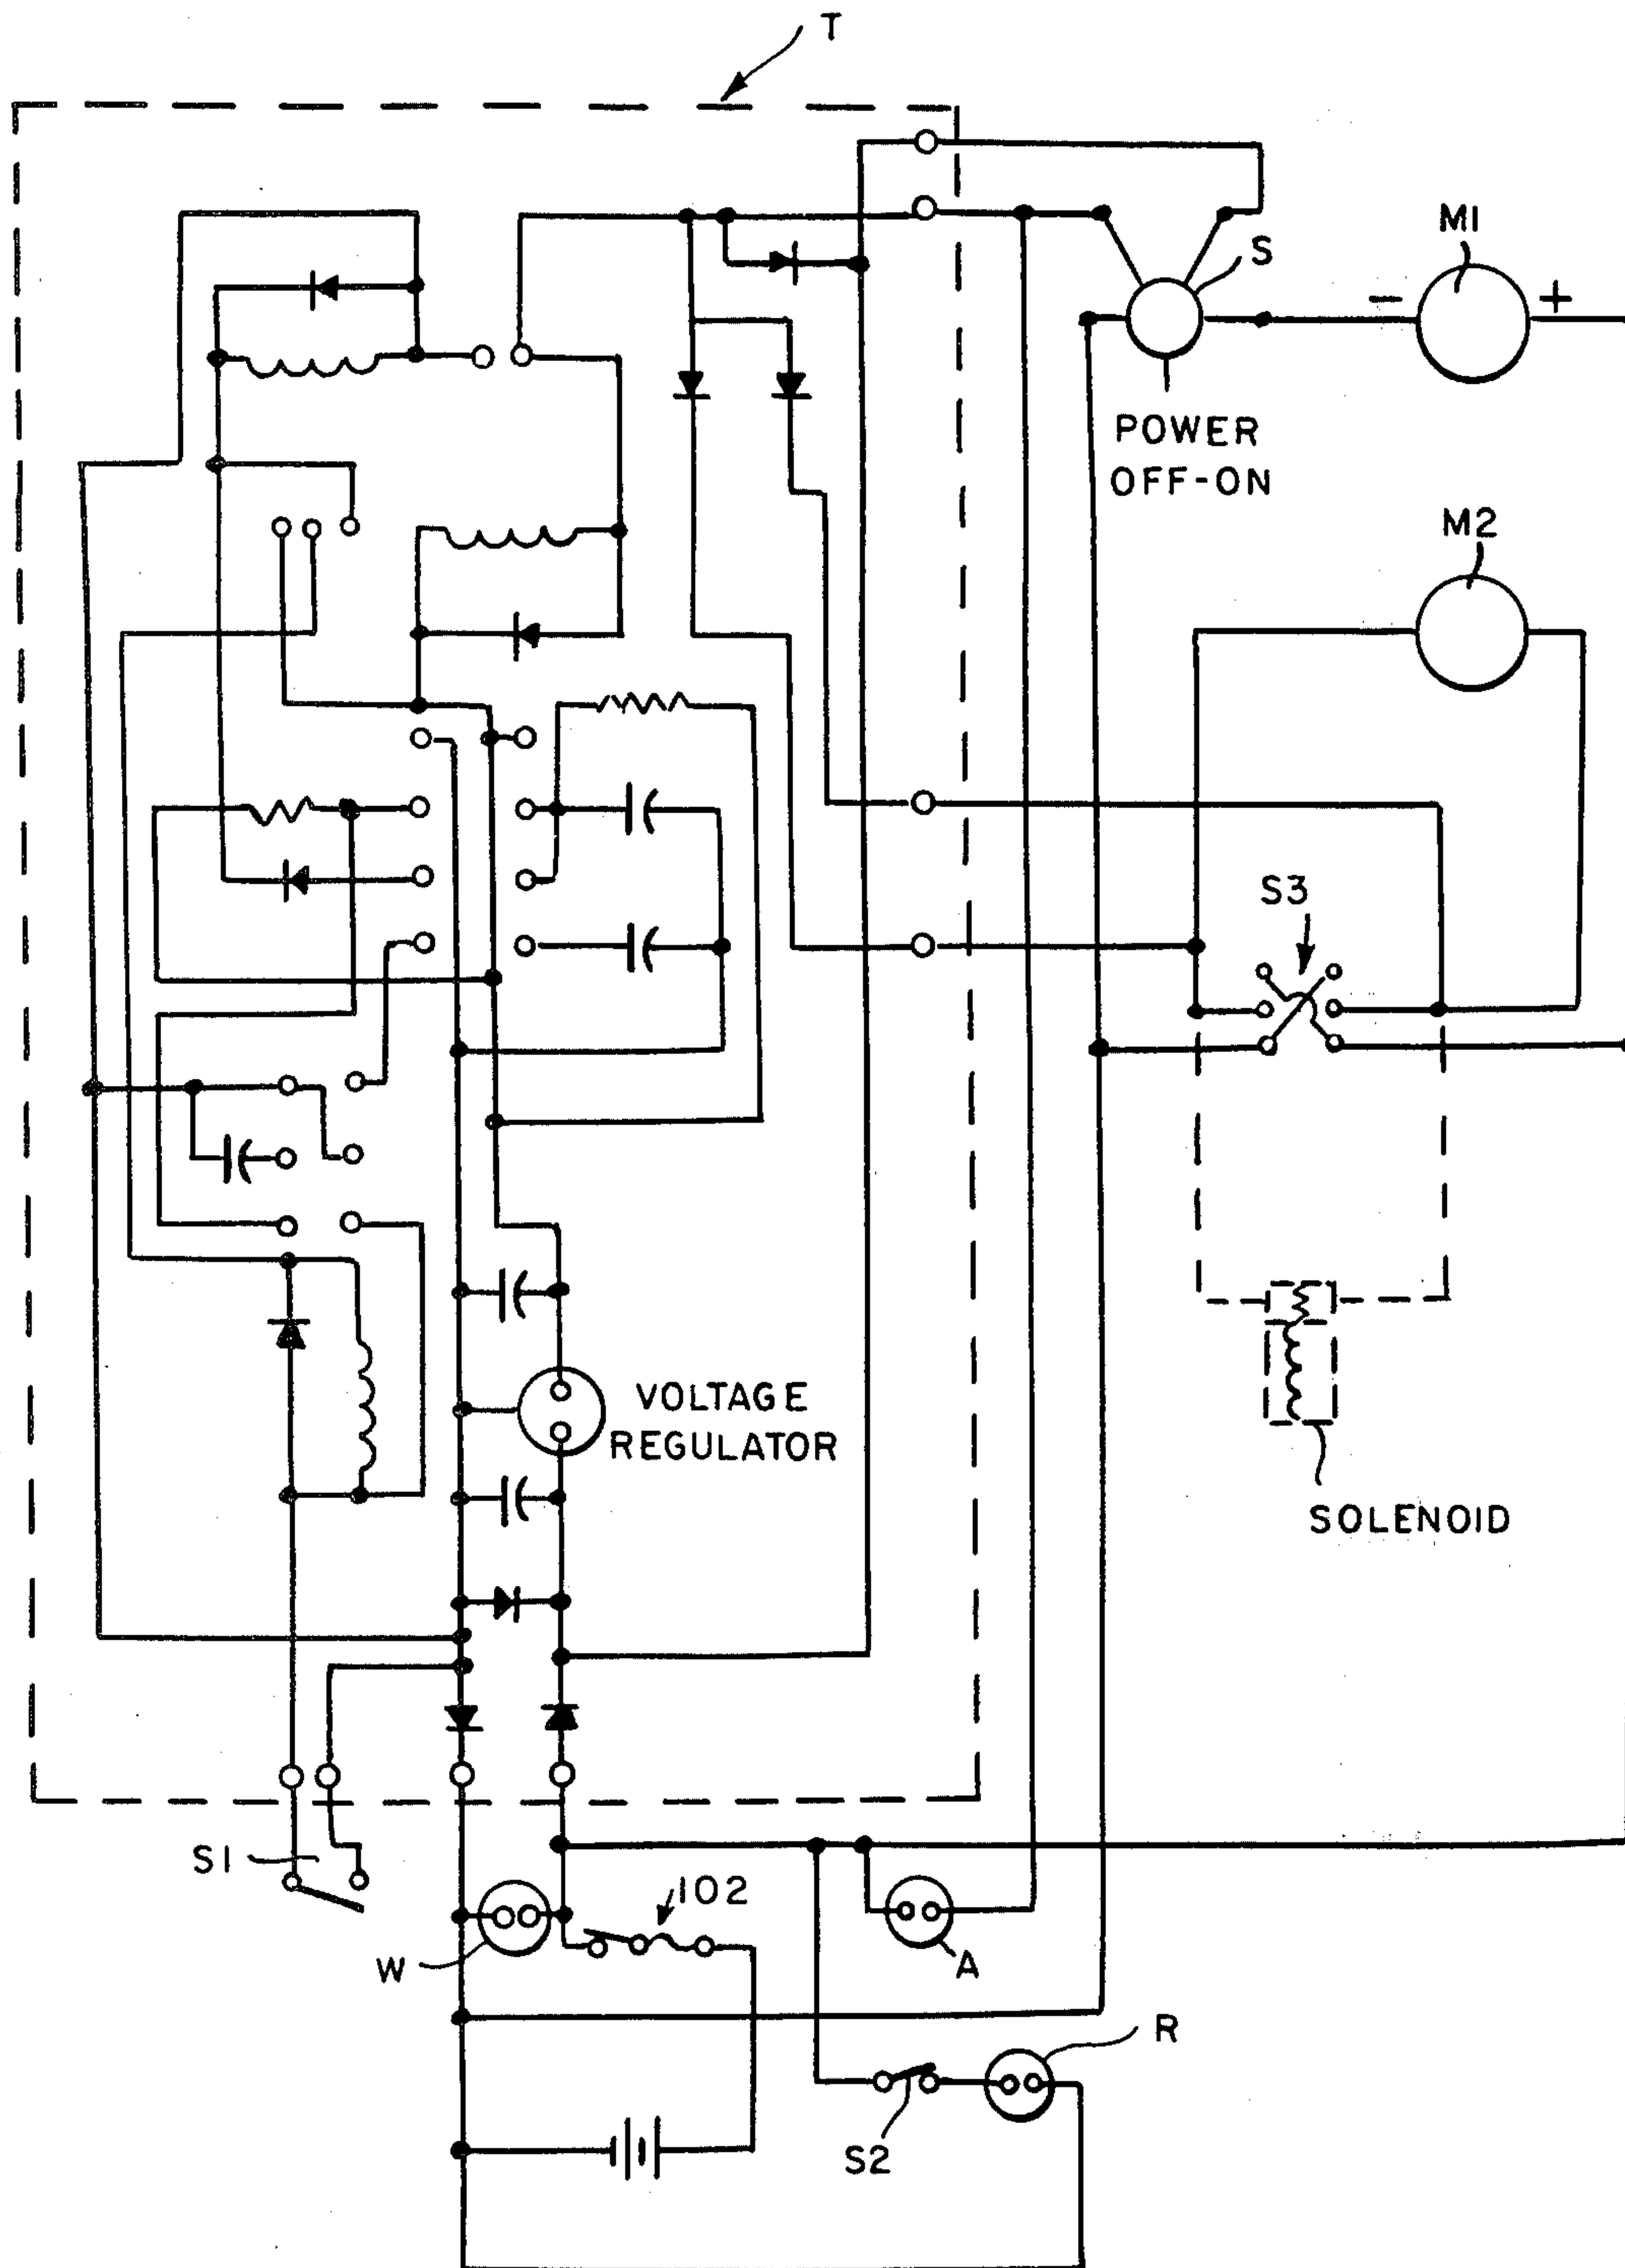 T
M1
S
− +
POWER
OFF-ON
M2
S3
VOLTAGE
REGULATOR
SOLENOID
S1
102
W
A
R
S2